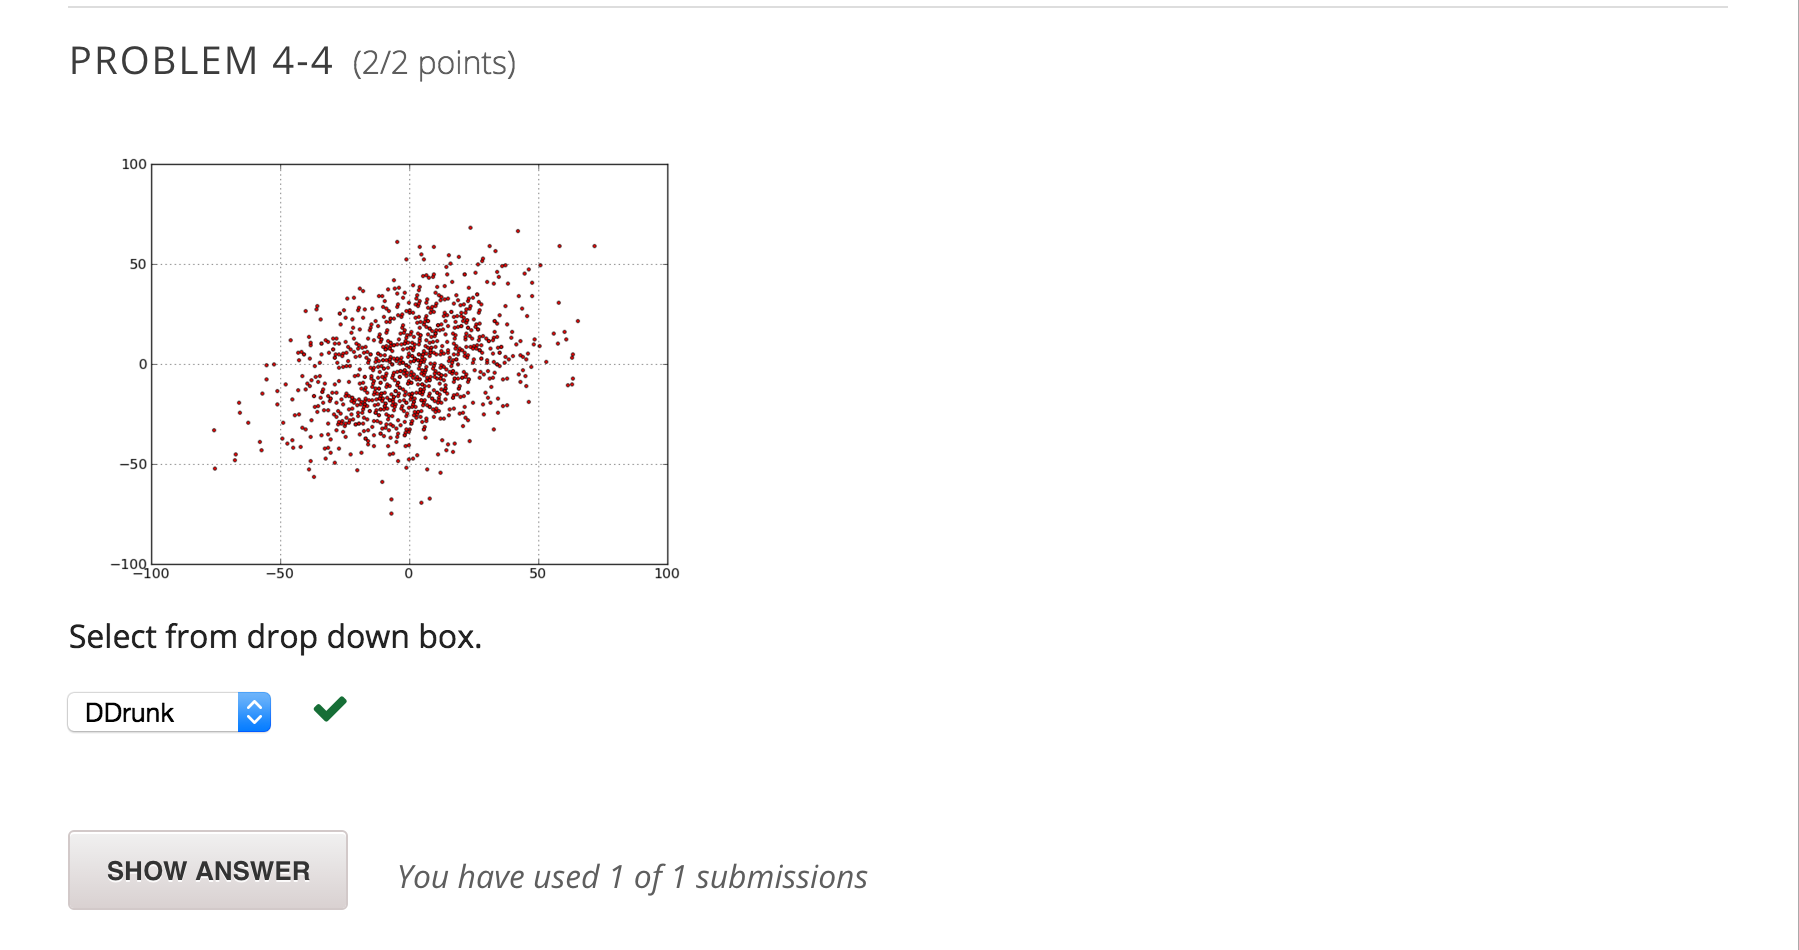 PROBLEM 4-4 (2/2 points)
100
50
0
−50
−100
−100 −50 0 50 100
Select from drop down box.
DDrunk
SHOW ANSWER
You have used 1 of 1 submissions